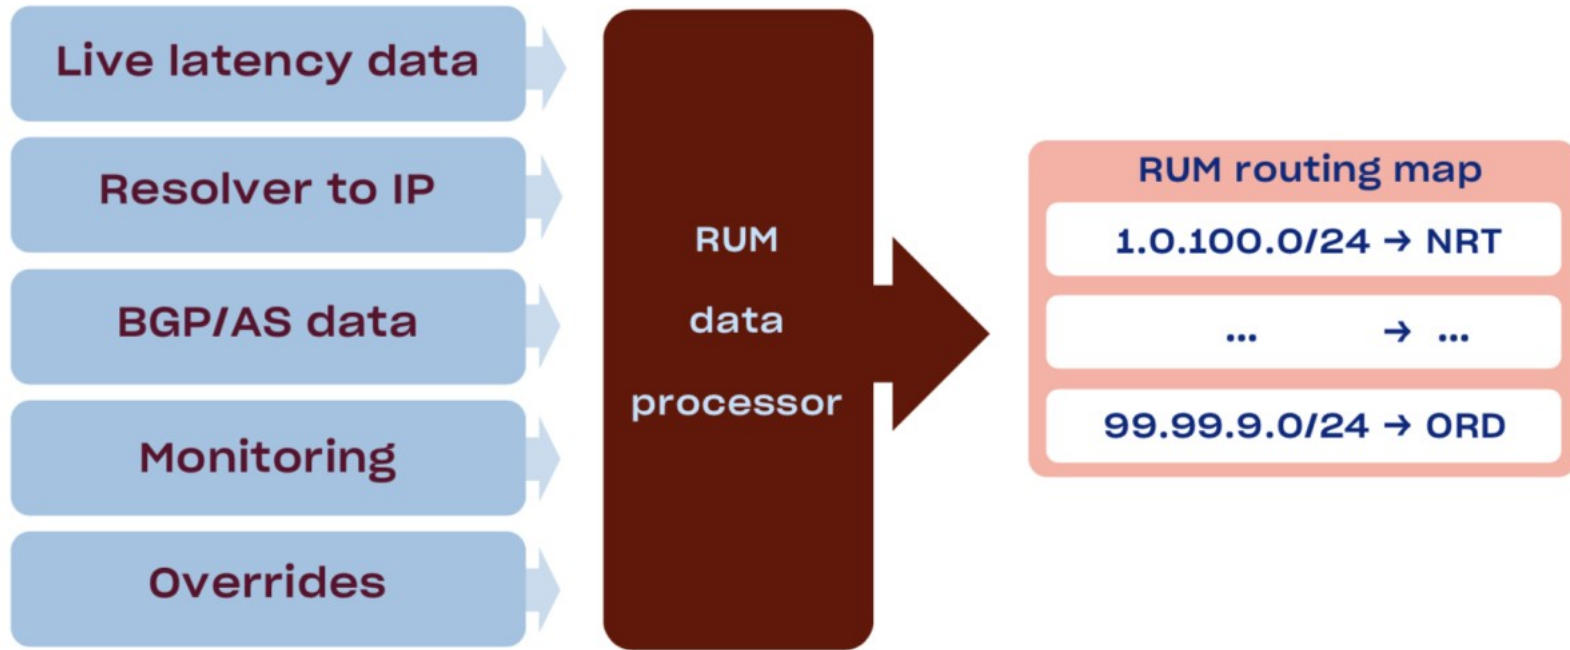 Live latency data
Resolver to IP
BGP/AS data
Monitoring
Overrides
RUM
data
processor
RUM routing map
1.0.100.0/24 → NRT
... → ...
99.99.9.0/24 → ORD